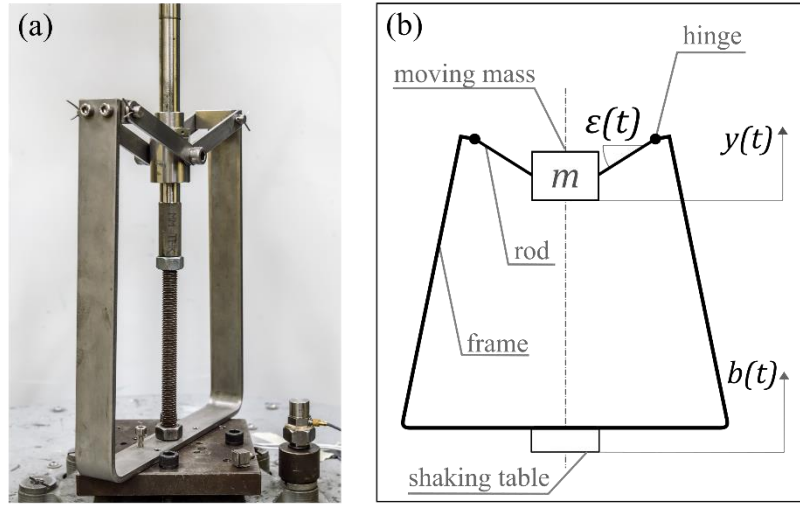 (a)
(b)
hinge
moving mass
ε(t)
y(t)
m
rod
frame
b(t)
shaking table